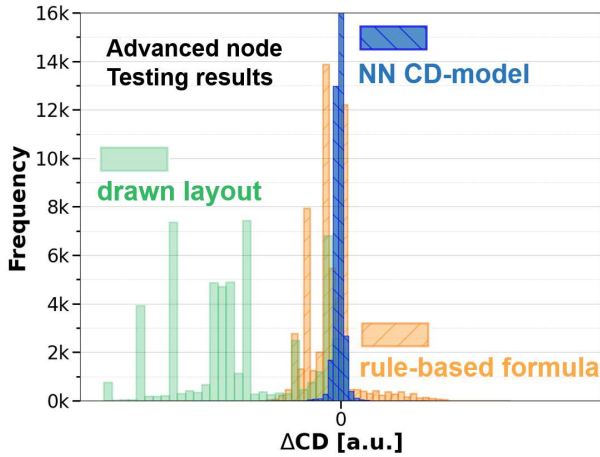 16k
14k
12k
10k
8k
6k
4k
2k
0k
Frequency
Advanced node
Testing results
NN CD-model
drawn layout
rule-based formula
0
ΔCD [a.u.]